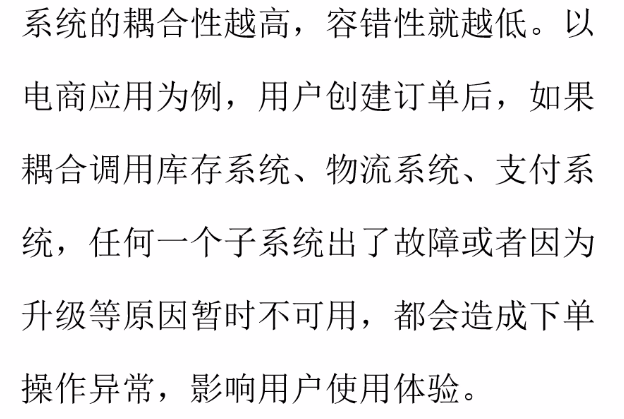 系统的耦合性越高，容错性就越低。以
电商应用为例，用户创建订单后，如果
耦合调用库存系统、物流系统、支付系
统，任何一个子系统出了故障或者因为
升级等原因暂时不可用，都会造成下单
操作异常，影响用户使用体验。